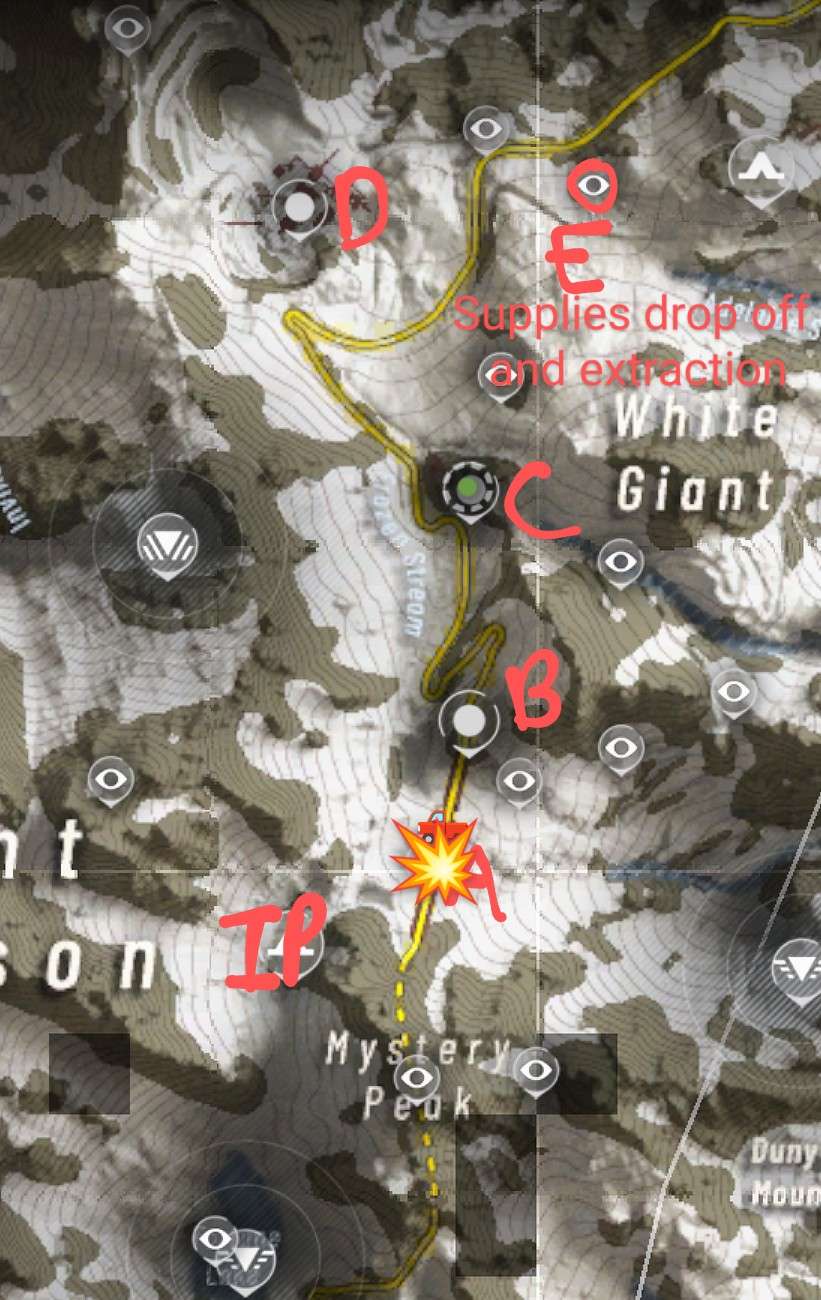 D
E
Supplies drop off
and extraction
White
Giant
C
Frozen Stream
B
nt
A
IP
son
Mystery
Peak
Duny
Moun